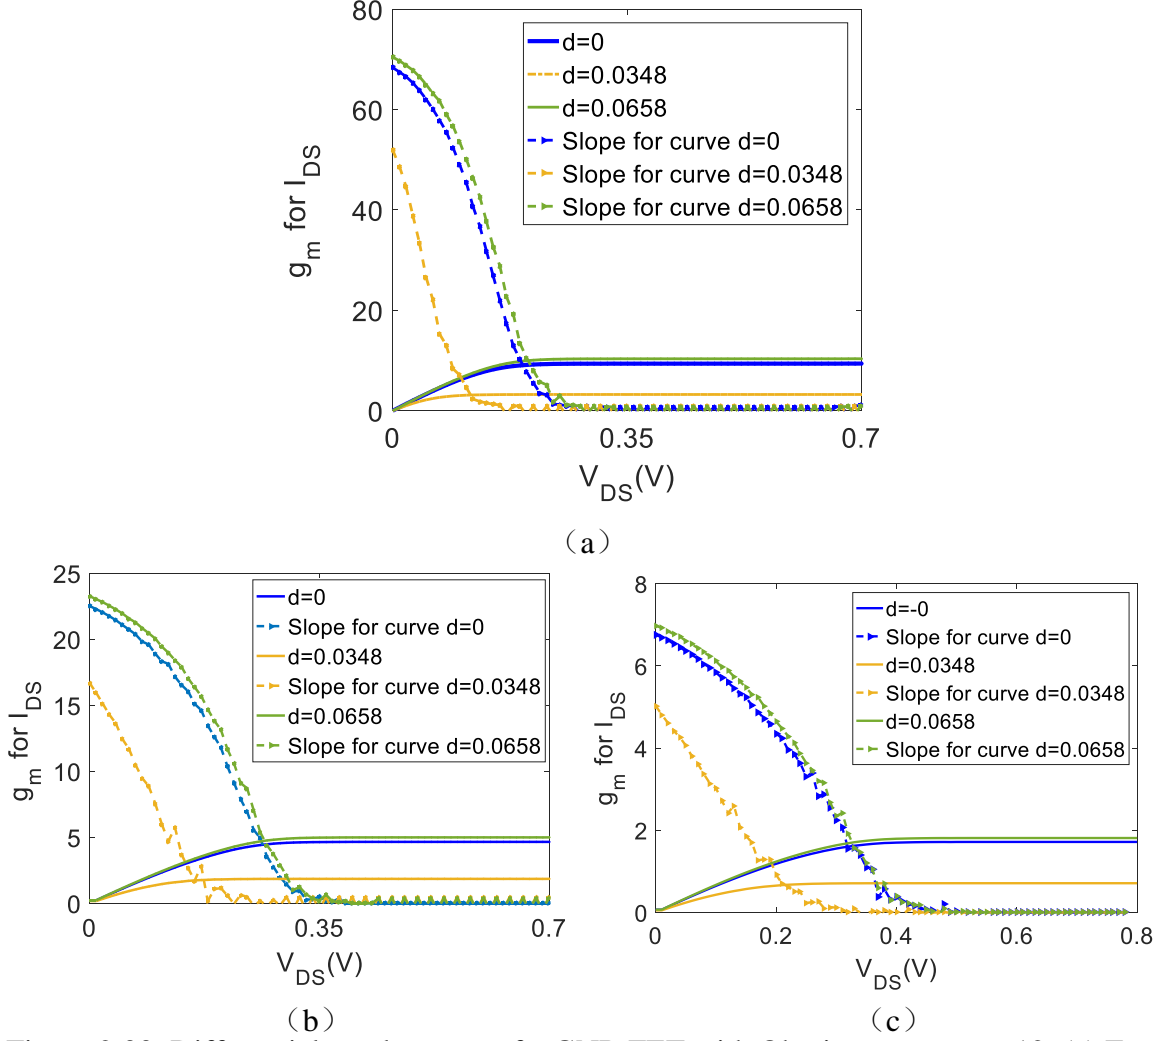 80
60
40
20
0
g_m for I_DS
d=0
d=0.0348
d=0.0658
Slope for curve d=0
Slope for curve d=0.0348
Slope for curve d=0.0658
0 0.35 0.7
V_DS(V)
（a）
25
20
15
10
5
0
g_m for I_DS
d=0
Slope for curve d=0
d=0.0348
Slope for curve d=0.0348
d=0.0658
Slope for curve d=0.0658
0 0.35 0.7
V_DS(V)
（b）
8
6
4
2
0
g_m for I_DS
d=-0
Slope for curve d=0
d=0.0348
Slope for curve d=0.0348
d=0.0658
Slope for curve d=0.0658
0 0.2 0.4 0.6 0.8
V_DS(V)
（c）